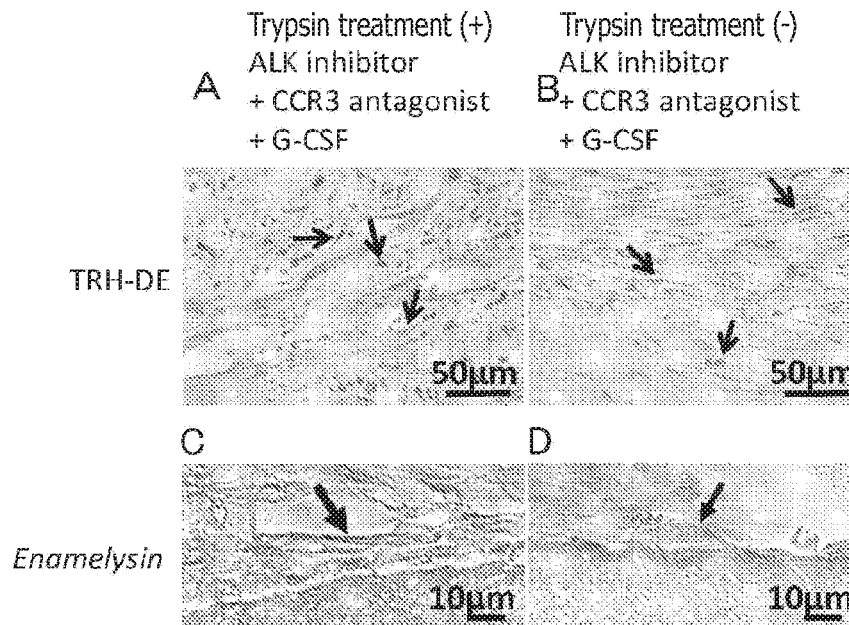 Trypsin treatment (+)
ALK inhibitor
+ CCR3 antagonist
+ G-CSF
A
Trypsin treatment (-)
ALK inhibitor
+ CCR3 antagonist
+ G-CSF
B
TRH-DE
50μm
50μm
C
D
Enamelysin
10μm
10μm